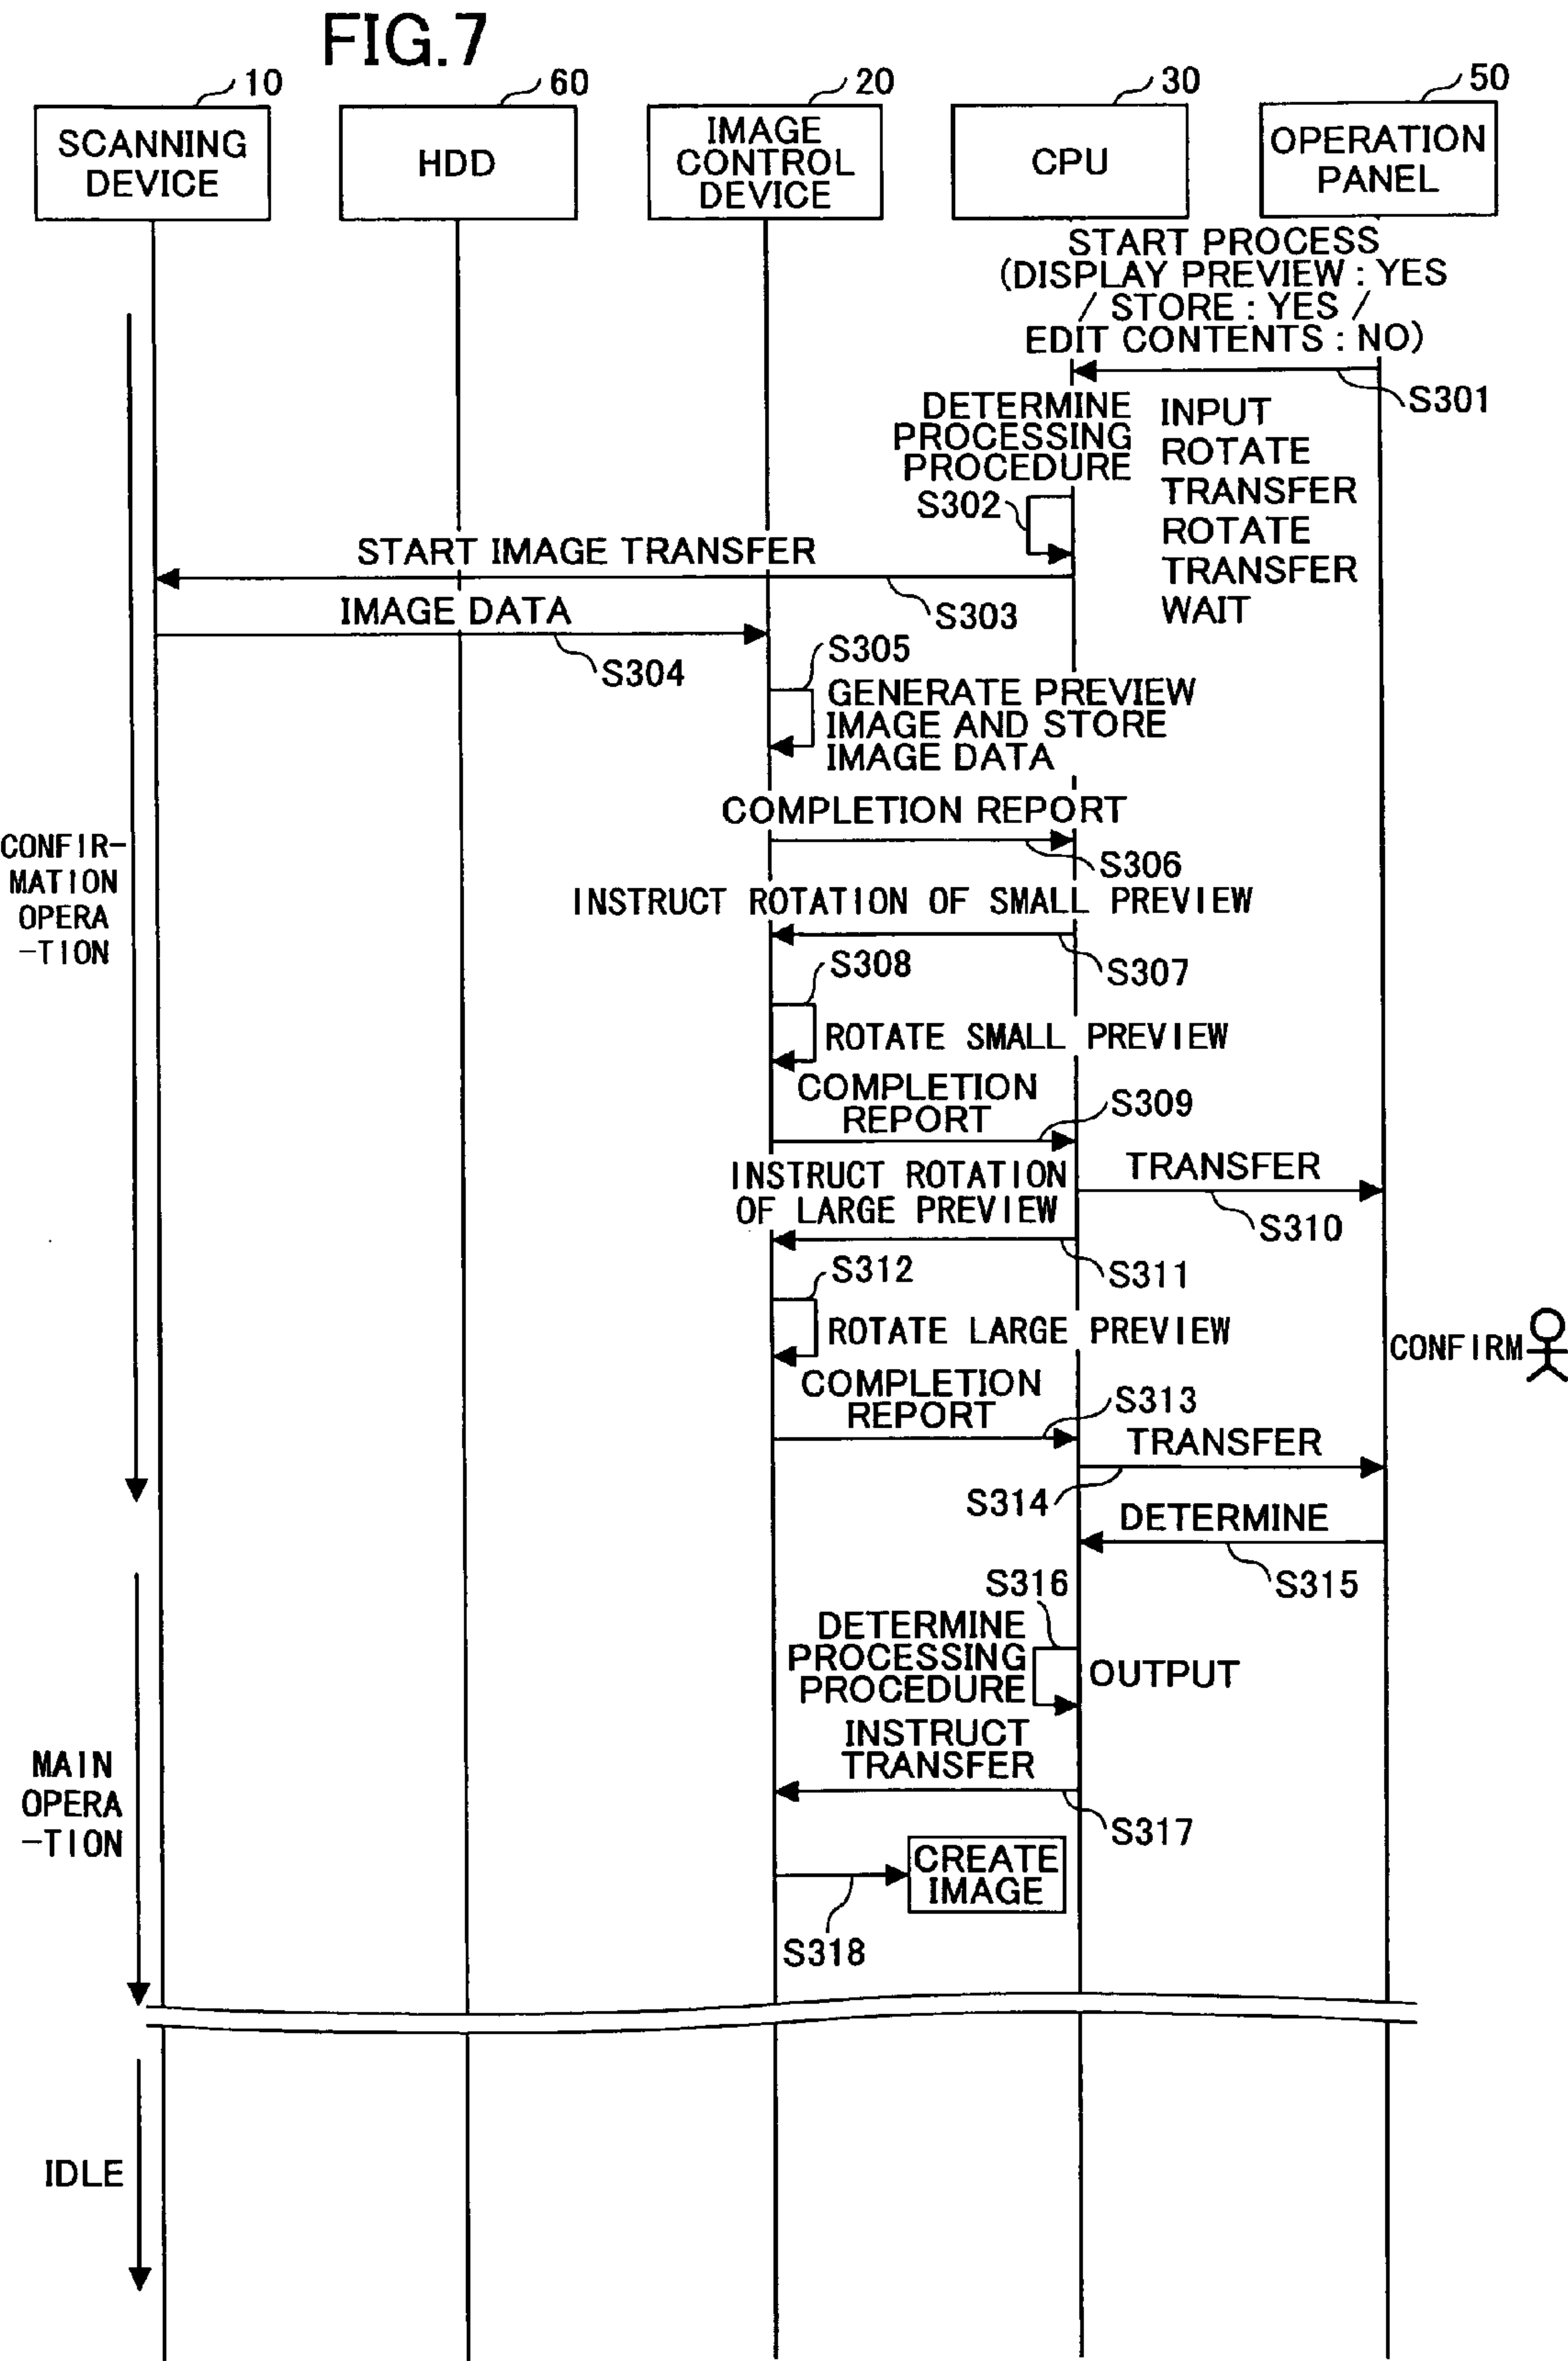 FIG.7
10
60
20
30
50
SCANNING
DEVICE
HDD
IMAGE
CONTROL
DEVICE
CPU
OPERATION
PANEL
START PROCESS
(DISPLAY PREVIEW : YES
/ STORE : YES /
EDIT CONTENTS : NO)
S301
DETERMINE
PROCESSING
PROCEDURE
S302
INPUT
ROTATE
TRANSFER
ROTATE
TRANSFER
WAIT
START IMAGE TRANSFER
S303
IMAGE DATA
S304
S305
GENERATE PREVIEW
IMAGE AND STORE
IMAGE DATA
COMPLETION REPORT
S306
CONFIR-
MATION
OPERA
-TION
INSTRUCT ROTATION OF SMALL PREVIEW
S307
S308
ROTATE SMALL PREVIEW
COMPLETION
REPORT
S309
TRANSFER
S310
INSTRUCT ROTATION
OF LARGE PREVIEW
S311
S312
ROTATE LARGE PREVIEW
CONFIRM
COMPLETION
REPORT
S313
TRANSFER
S314
DETERMINE
S315
S316
DETERMINE
PROCESSING
PROCEDURE
OUTPUT
INSTRUCT
TRANSFER
S317
MAIN
OPERA
-TION
CREATE
IMAGE
S318
IDLE